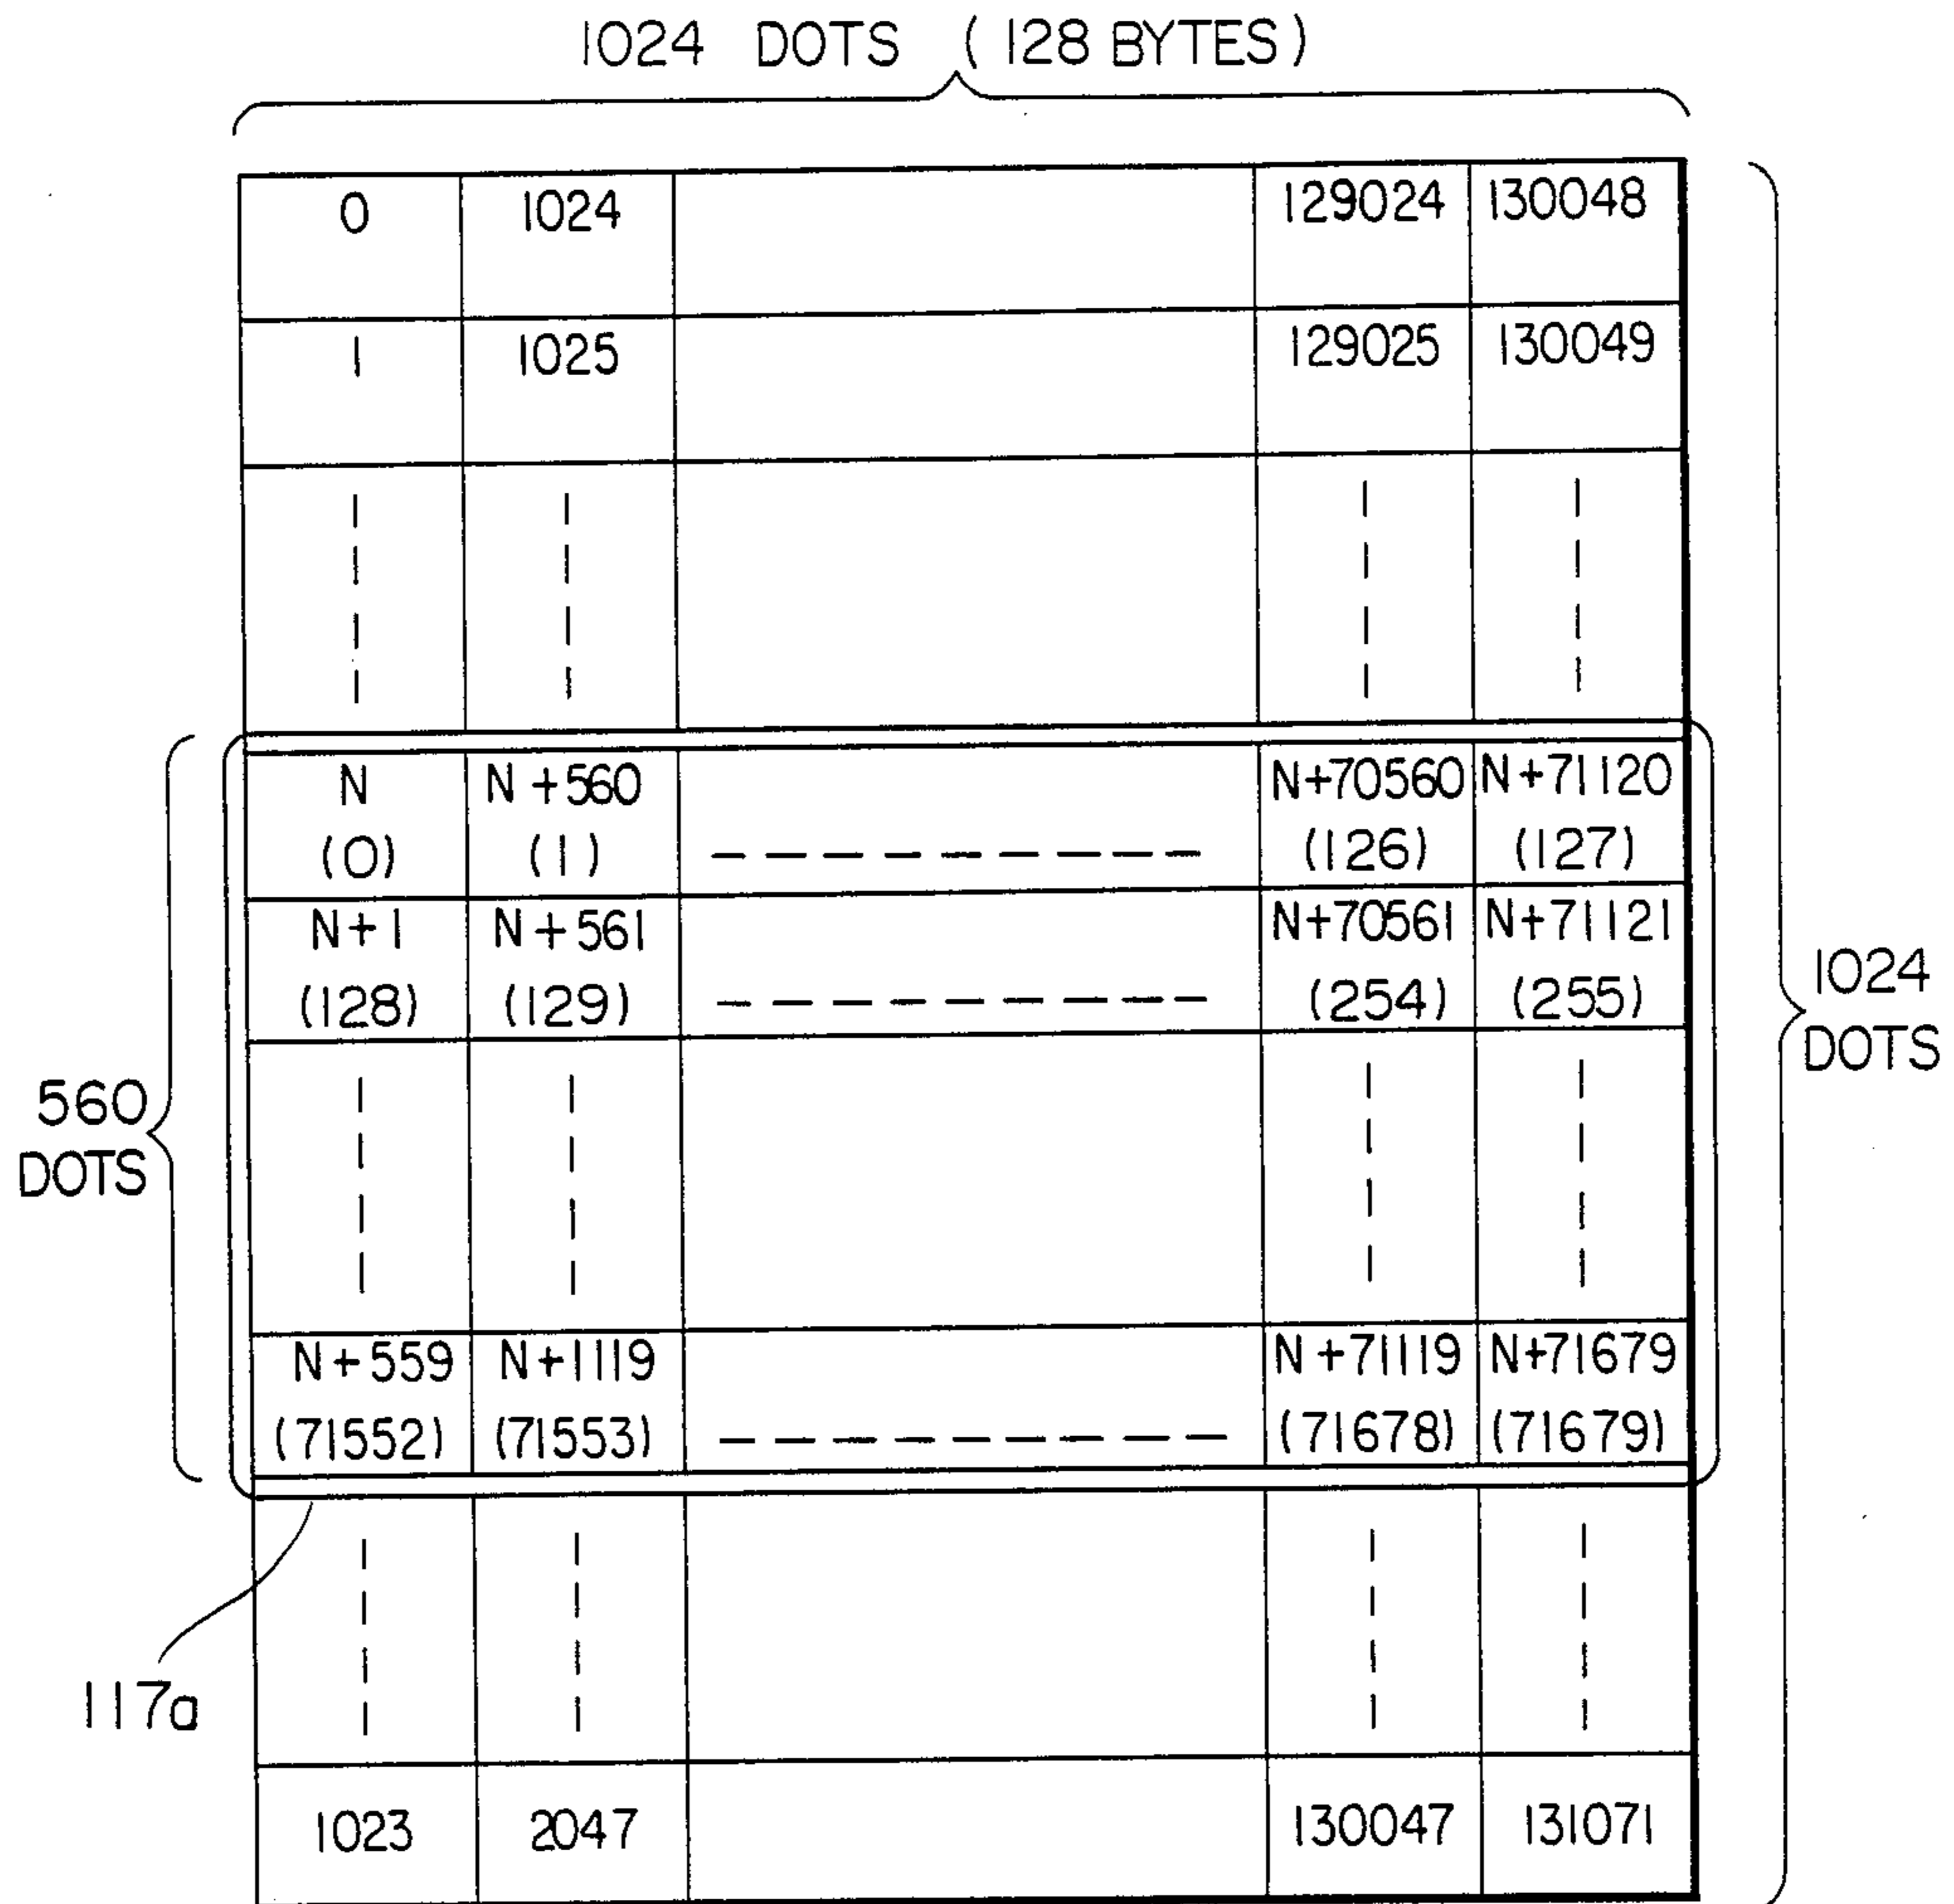 1024 DOTS (128 BYTES)
0 1024 129024 130048
1 1025 129025 130049
N N+560 N+70560 N+71120
(0) (1) (126) (127)
N+1 N+561 N+70561 N+71121
(128) (129) (254) (255)
1024
DOTS
560
DOTS
N+559 N+1119 N+71119 N+71679
(71552) (71553) (71678) (71679)
117a
1023 2047 130047 131071